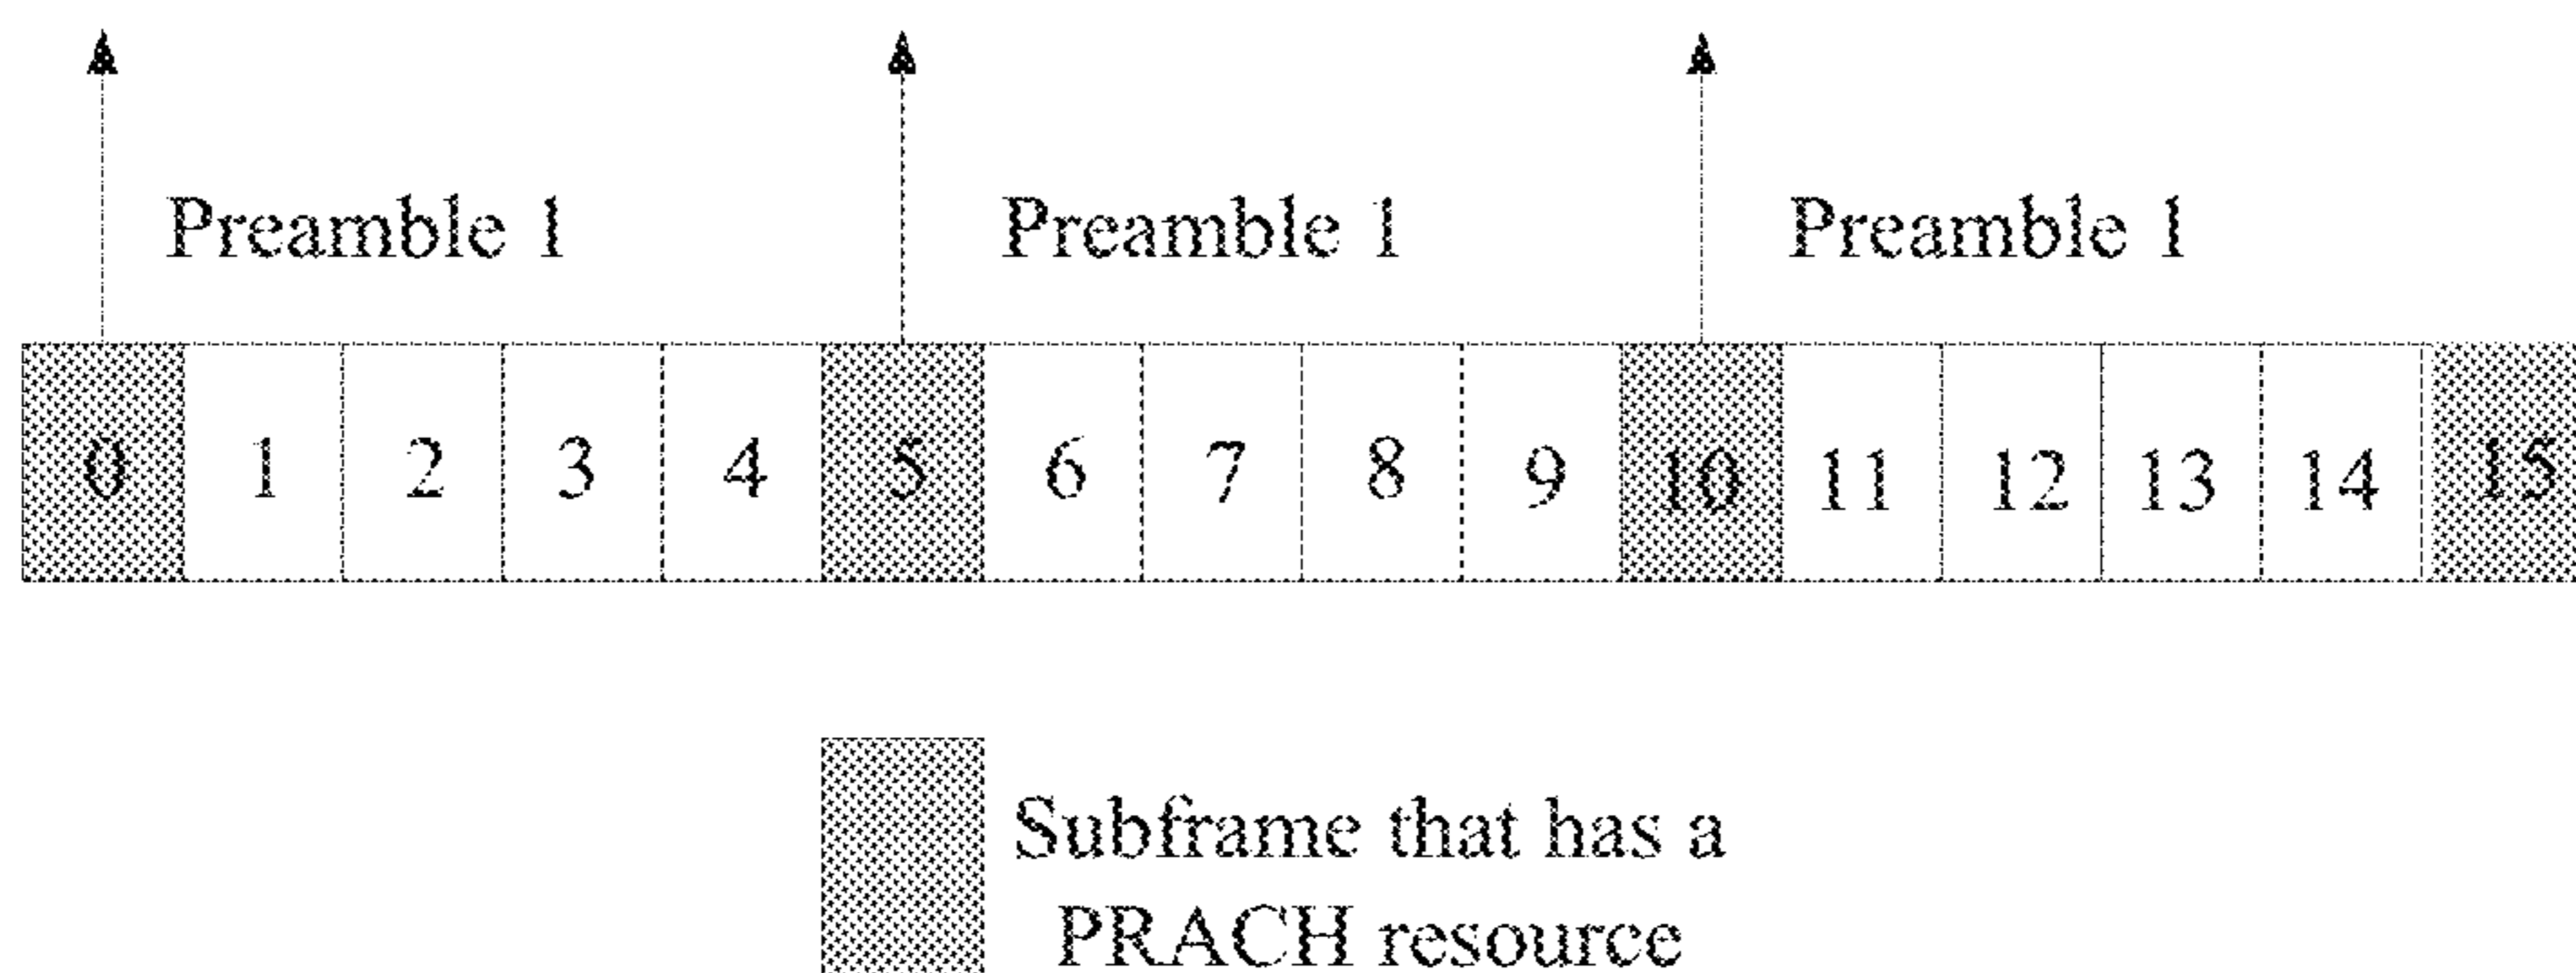 Preamble 1 Preamble 1 Preamble 1
0 1 2 3 4 5 6 7 8 9 10 11 12 13 14 15
Subframe that has a
PRACH resource